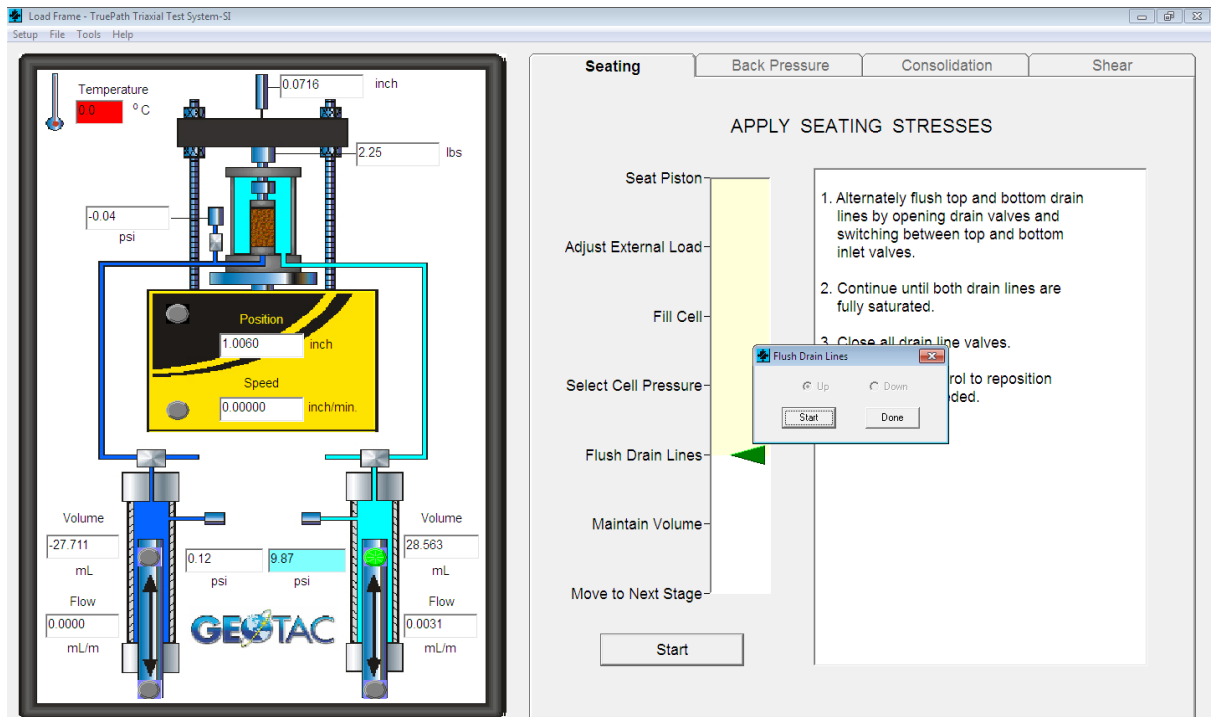 Load Frame - TruePath Triaxial Test System-SI
Setup File Tools Help
Temperature
0.0 °C
0.0716 inch
2.25 lbs
-0.04
psi
Position
1.0060 inch
Speed
0.00000 inch/min.
Volume
-27.711
mL
Flow
0.0000
mL/m
0.12
psi
9.87
psi
Volume
28.563
mL
Flow
0.0031
mL/m
GEOTAC
Seating Back Pressure Consolidation Shear
APPLY SEATING STRESSES
Seat Piston
Adjust External Load
Fill Cell
Select Cell Pressure
Flush Drain Lines
Maintain Volume
Move to Next Stage
Start
1. Alternately flush top and bottom drain
lines by opening drain valves and
switching between top and bottom
inlet valves.
2. Continue until both drain lines are
fully saturated.
3. Close all drain line valves.
to reposition
Flush Drain Lines
Up Down
Start Done